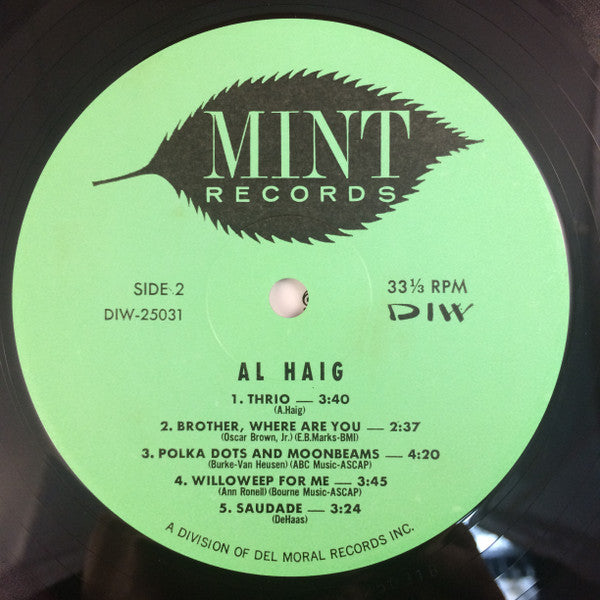 MINT
RECORDS
SIDE 2
33⅓ RPM
DIW-25031
DIW
AL HAIG
1. THRIO — 3:40
(A.Haig)
2. BROTHER, WHERE ARE YOU — 2:37
(Oscar Brown, Jr.) (E.B.Marks-BMI)
3. POLKA DOTS AND MOONBEAMS — 4:20
(Burke-Van Heusen) (ABC Music-ASCAP)
4. WILLOWEEP FOR ME — 3:45
(Ann Ronell) (Bourne Music-ASCAP)
5. SAUDADE — 3:24
(DeHaas)
A DIVISION OF DEL MORAL RECORDS INC.